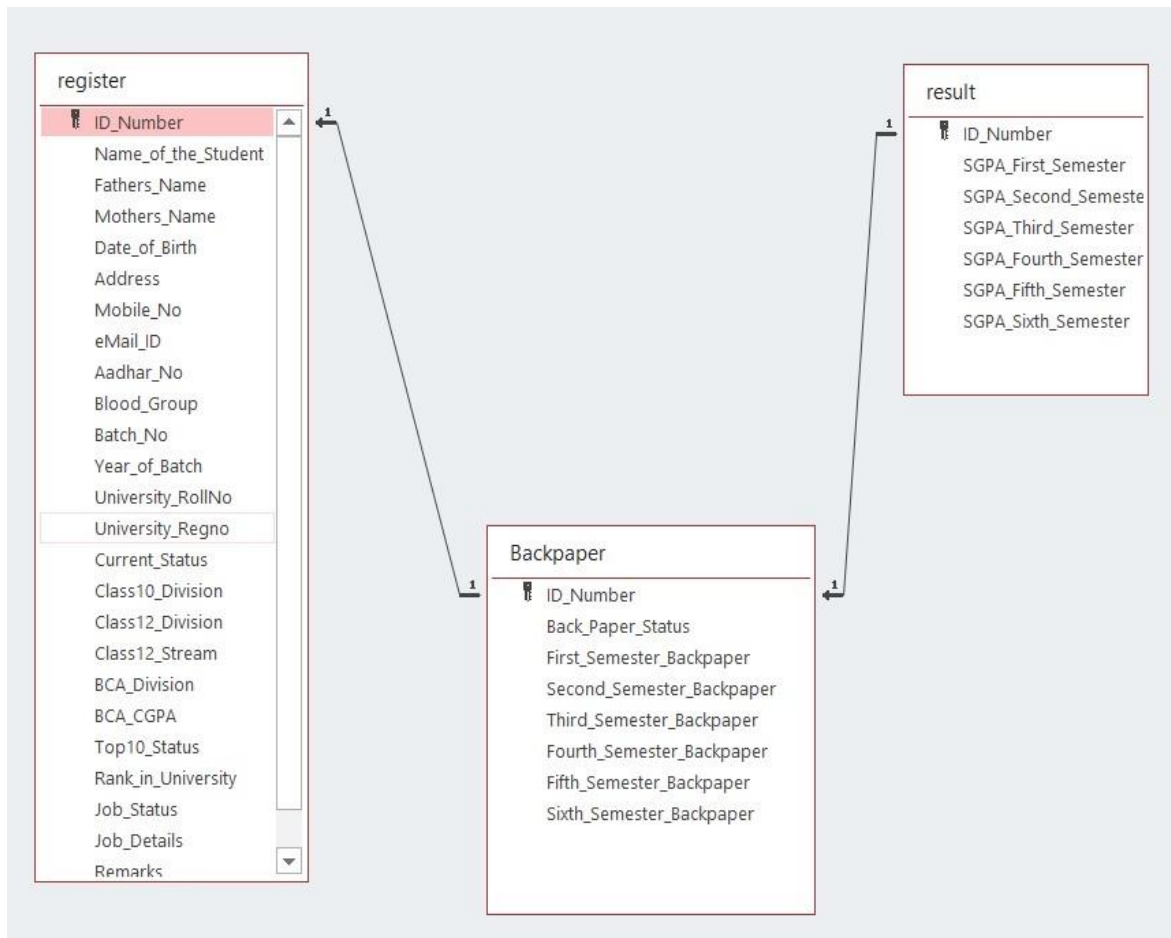 register
ID_Number
Name_of_the_Student
Fathers_Name
Mothers_Name
Date_of_Birth
Address
Mobile_No
eMail_ID
Aadhar_No
Blood_Group
Batch_No
Year_of_Batch
University_RollNo
University_Regno
Current_Status
Class10_Division
Class12_Division
Class12_Stream
BCA_Division
BCA_CGPA
Top10_Status
Rank_in_University
Job_Status
Job_Details
Remarks
1
1
Backpaper
ID_Number
Back_Paper_Status
First_Semester_Backpaper
Second_Semester_Backpaper
Third_Semester_Backpaper
Fourth_Semester_Backpaper
Fifth_Semester_Backpaper
Sixth_Semester_Backpaper
1
1
result
ID_Number
SGPA_First_Semester
SGPA_Second_Semeste
SGPA_Third_Semester
SGPA_Fourth_Semester
SGPA_Fifth_Semester
SGPA_Sixth_Semester